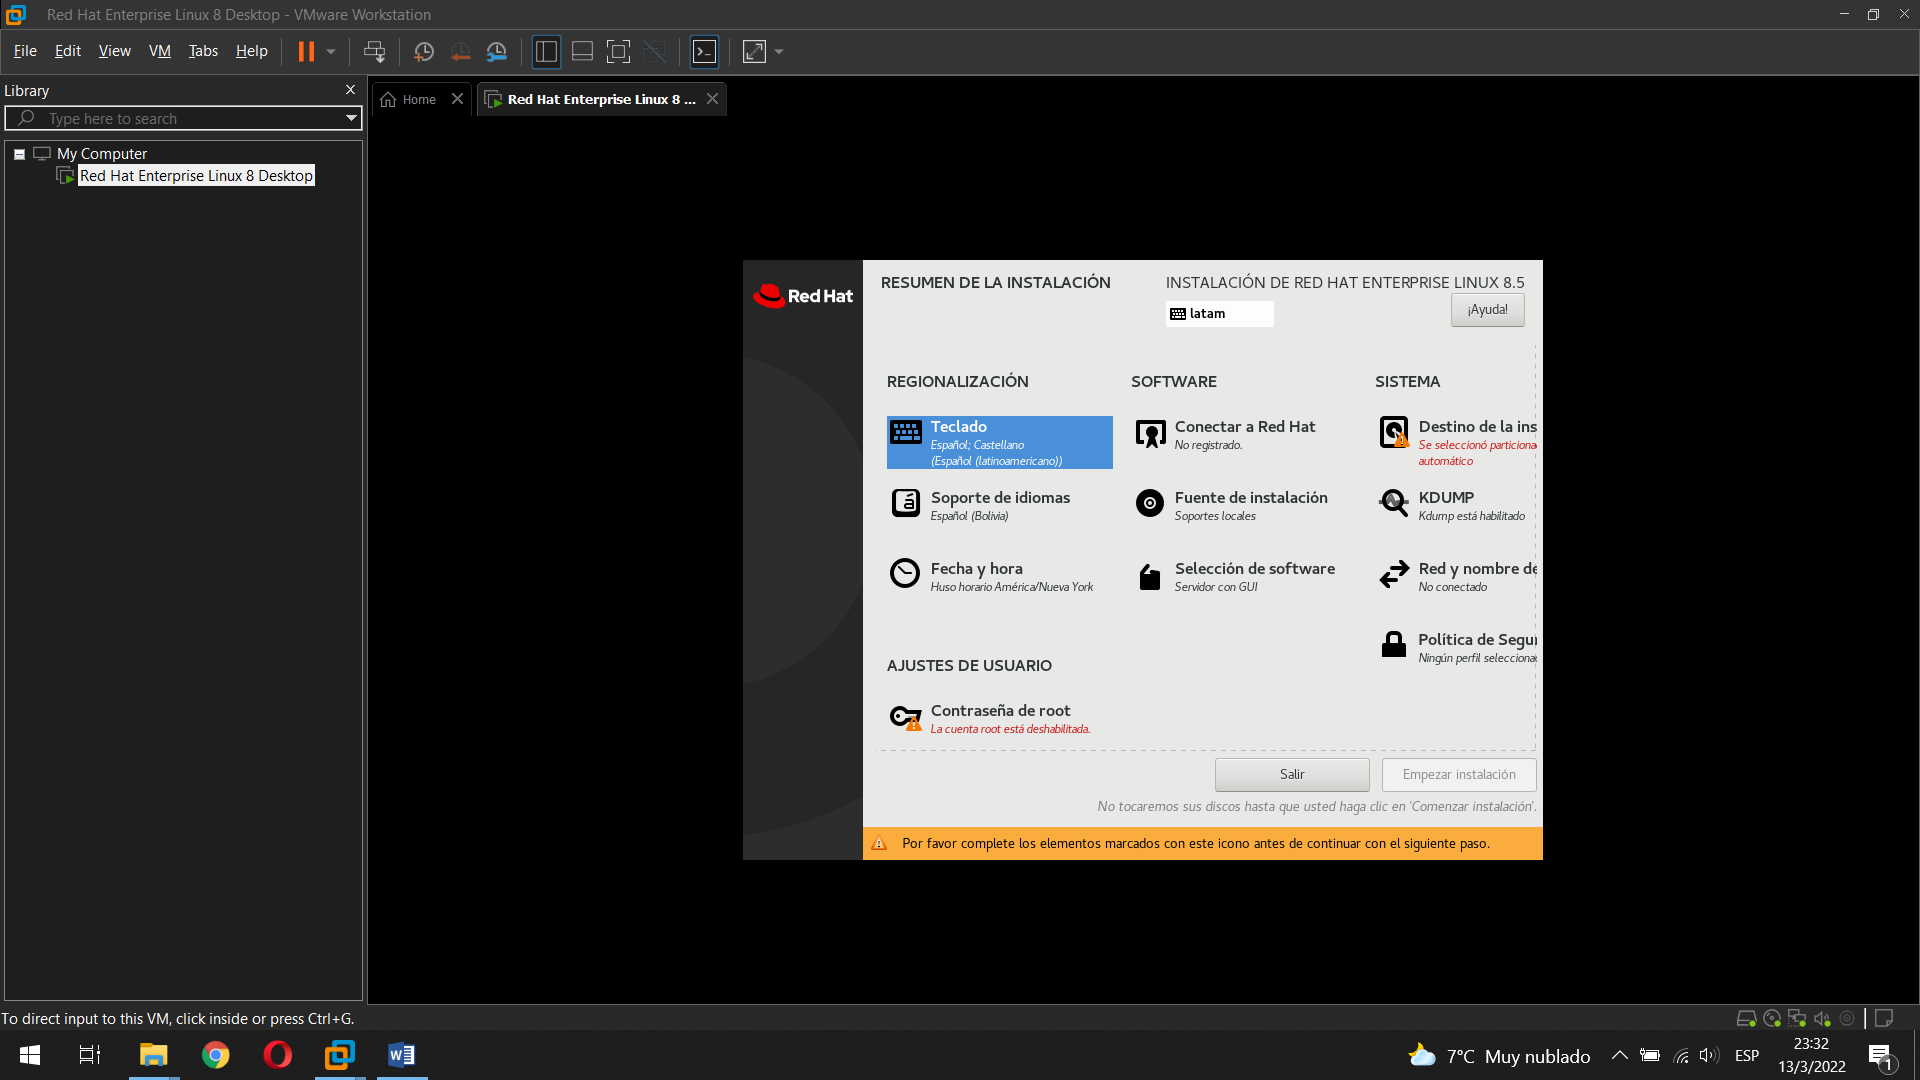 Red Hat Enterprise Linux 8 Desktop - VMware Workstation
File Edit View VM Tabs Help
Library
Type here to search
My Computer
Red Hat Enterprise Linux 8 Desktop
Home
Red Hat Enterprise Linux 8 ...
Red Hat
RESUMEN DE LA INSTALACIÓN
INSTALACIÓN DE RED HAT ENTERPRISE LINUX 8.5
latam
¡Ayuda!
REGIONALIZACIÓN
Teclado
Español; Castellano
(Español (latinoamericano))
Soporte de idiomas
Español (Bolivia)
Fecha y hora
Huso horario América/Nueva York
SOFTWARE
Conectar a Red Hat
No registrado.
Fuente de instalación
Soportes locales
Selección de software
Servidor con GUI
SISTEMA
Destino de la ins
Se seleccionó particiona
automático
KDUMP
Kdump está habilitado
Red y nombre de
No conectado
Política de Segur
Ningún perfil selecciona
AJUSTES DE USUARIO
Contraseña de root
La cuenta root está deshabilitada.
Salir
Empezar instalación
No tocaremos sus discos hasta que usted haga clic en 'Comenzar instalación'.
Por favor complete los elementos marcados con este icono antes de continuar con el siguiente paso.
To direct input to this VM, click inside or press Ctrl+G.
7°C Muy nublado
ESP
23:32
13/3/2022
1